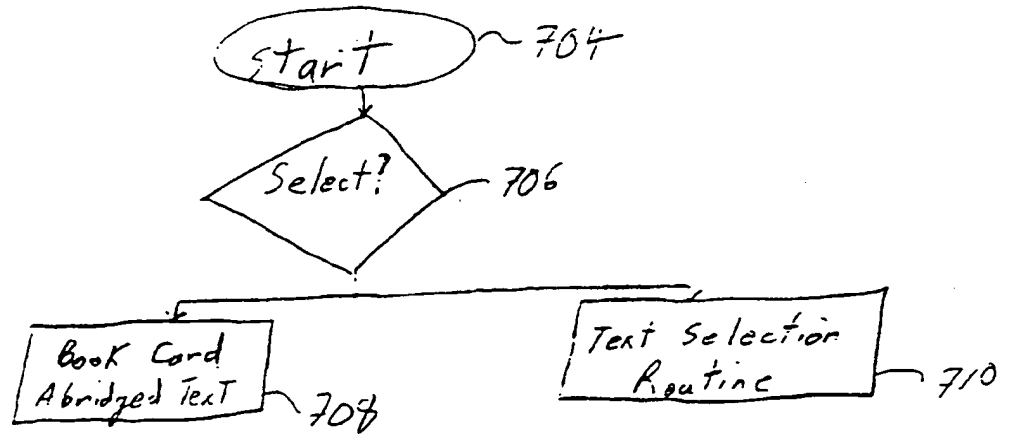 Start
704
Select?
706
Book Card
Abridged Text
708
Text Selection
Routine
710